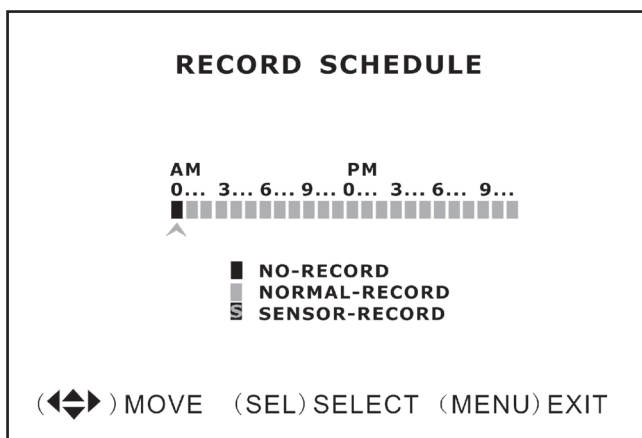 RECORD SCHEDULE
AM PM
0... 3... 6... 9... 0... 3... 6... 9...
NO-RECORD
NORMAL-RECORD
S SENSOR-RECORD
(◀▲▼▶) MOVE (SEL) SELECT (MENU) EXIT